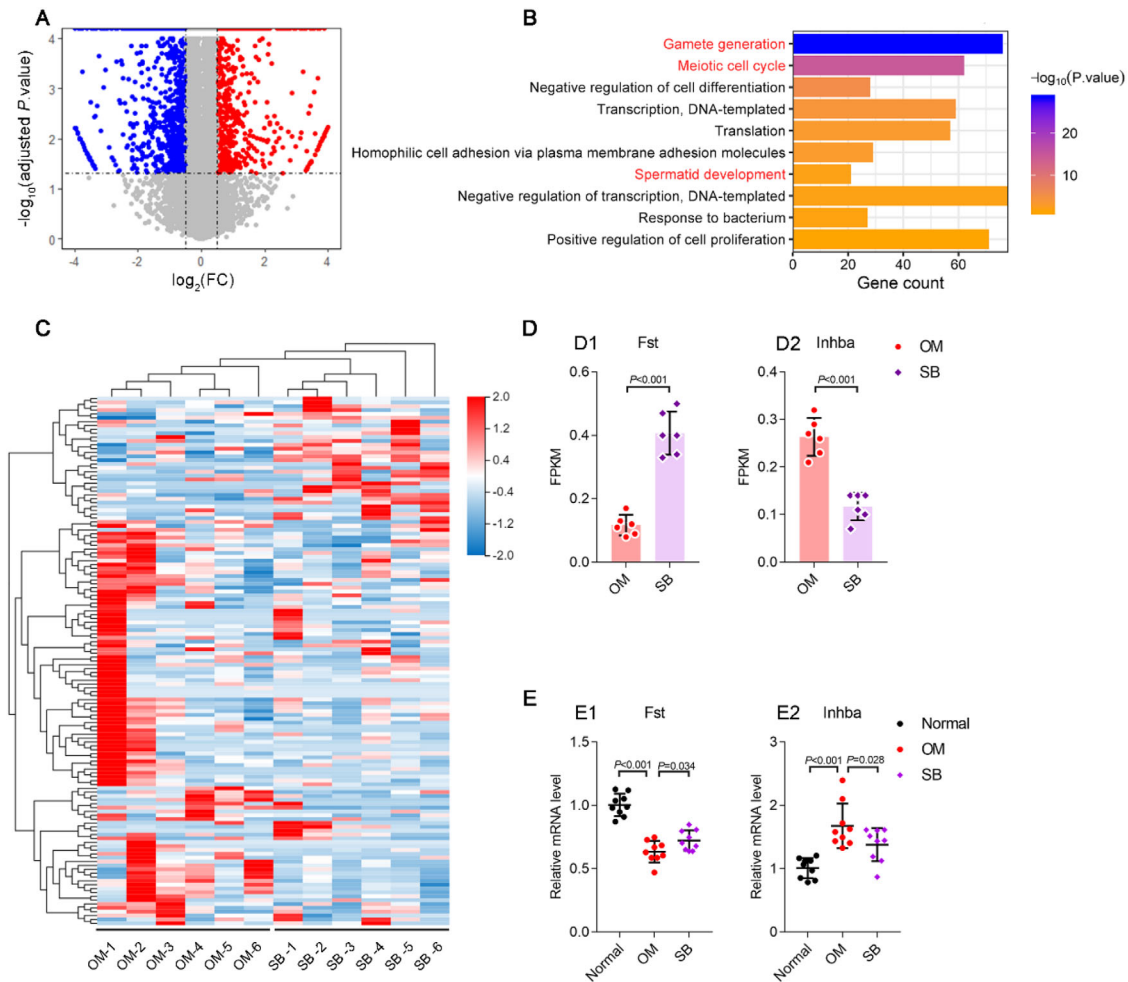 A
-log10(adjusted P.value)
4
3
2
1
0
-4
-2
0
2
4
log2(FC)
B
Gamete generation
Meiotic cell cycle
Negative regulation of cell differentiation
Transcription, DNA-templated
Translation
Homophilic cell adhesion via plasma membrane adhesion molecules
Spermatid development
Negative regulation of transcription, DNA-templated
Response to bacterium
Positive regulation of cell proliferation
0
20
40
60
Gene count
−log10(P.value)
20
10
C
2.0
1.2
0.4
-0.4
-1.2
-2.0
OM-1
OM-2
OM-3
OM-4
OM-5
OM-6
SB -1
SB -2
SB -3
SB -4
SB -5
SB -6
D
D1
Fst
P<0.001
FPKM
0.6
0.4
0.2
0.0
OM
SB
D2
Inhba
P<0.001
FPKM
0.4
0.3
0.2
0.1
0.0
OM
SB
OM
SB
E
E1
Fst
P<0.001
P=0.034
Relative mRNA level
1.5
1.0
0.5
0.0
Normal
OM
SB
E2
Inhba
P<0.001
P=0.028
Relative mRNA level
3
2
1
0
Normal
OM
SB
Normal
OM
SB